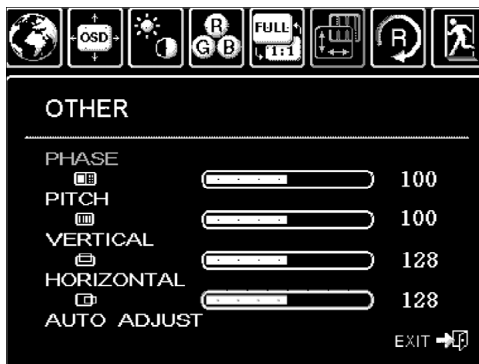 OSD
R
G B
FULL
1:1
R
OTHER
PHASE
100
PITCH
100
VERTICAL
128
HORIZONTAL
128
AUTO ADJUST
EXIT